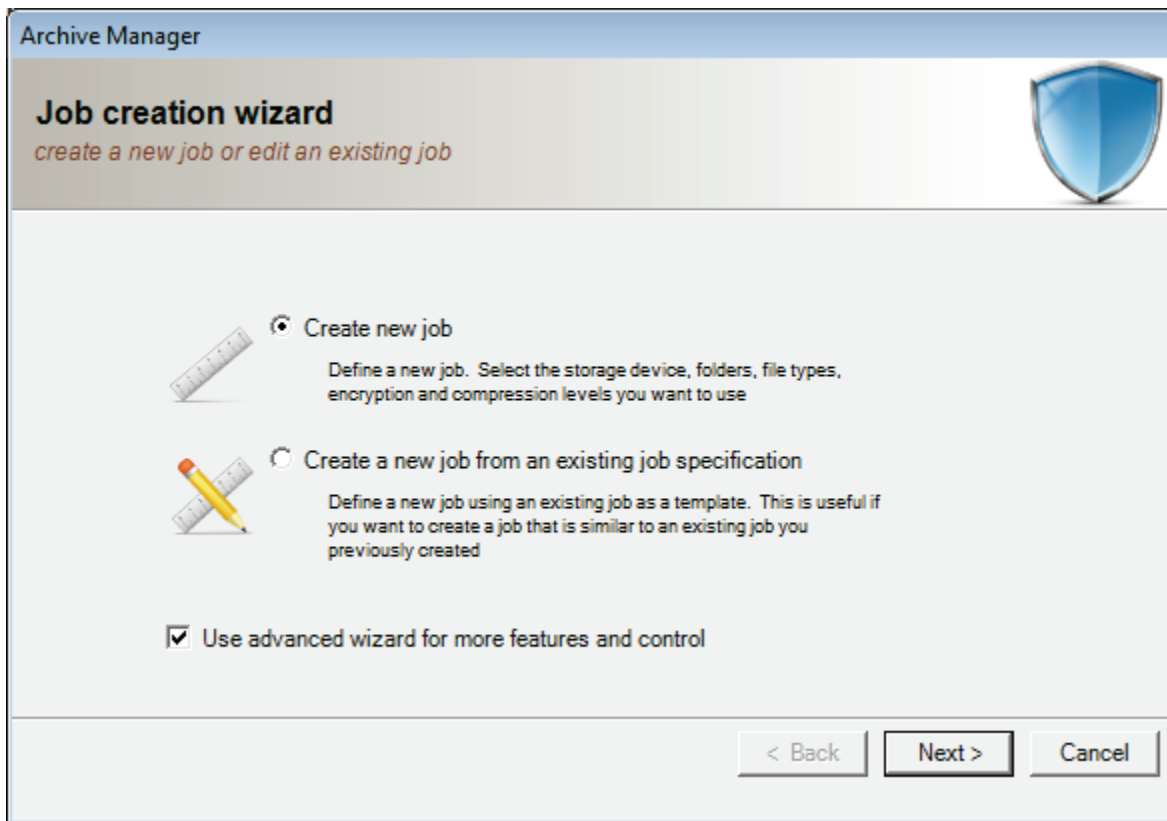 Archive Manager
Job creation wizard
create a new job or edit an existing job
Create new job
Define a new job.  Select the storage device, folders, file types,
encryption and compression levels you want to use
Create a new job from an existing job specification
Define a new job using an existing job as a template.  This is useful if
you want to create a job that is similar to an existing job you
previously created
Use advanced wizard for more features and control
< Back
Next >
Cancel